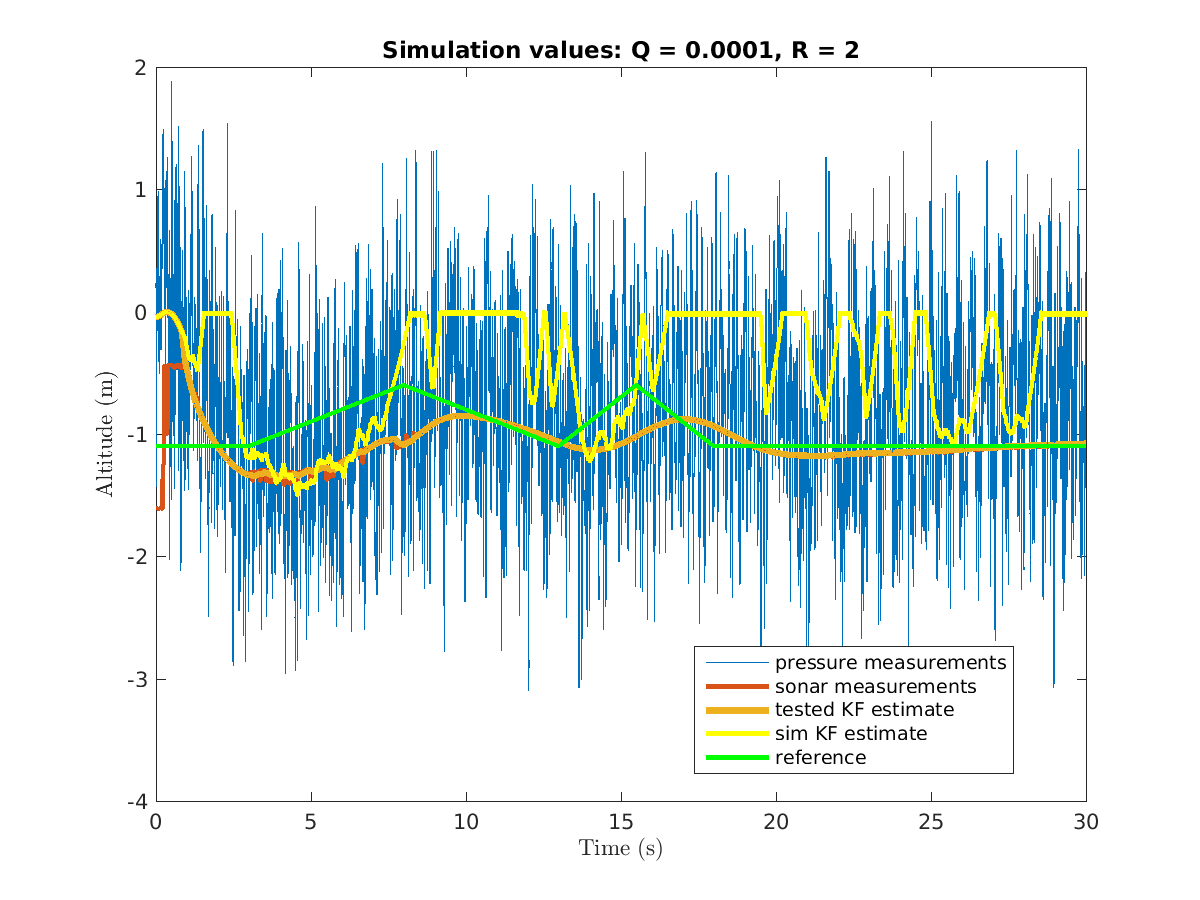 Simulation values: Q = 0.0001, R = 2
2
1
0
-1
-2
-3
-4
Altitude (m)
0 5 10 15 20 25 30
Time (s)
pressure measurements
sonar measurements
tested KF estimate
sim KF estimate
reference